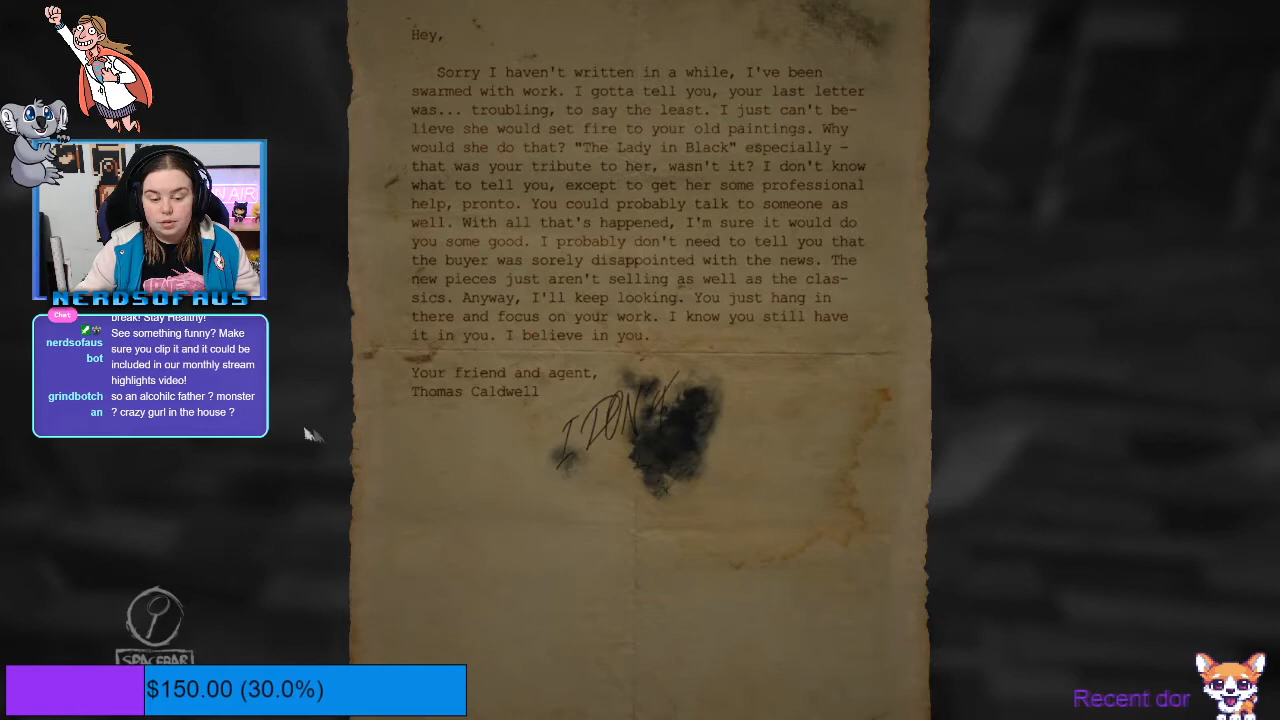 Hey,
Sorry I haven't written in a while, I've been
swarmed with work. I gotta tell you, your last letter
was... troubling, to say the least. I just can't be-
lieve she would set fire to your old paintings. Why
would she do that? "The Lady in Black" especially -
that was your tribute to her, wasn't it? I don't know
what to tell you, except to get her some professional
help, pronto. You could probably talk to someone as
well. With all that's happened, I'm sure it would do
you some good. I probably don't need to tell you that
the buyer was sorely disappointed with the news. The
new pieces just aren't selling as well as the clas-
sics. Anyway, I'll keep looking. You just hang in
there and focus on your work. I know you still have
it in you. I believe in you.
Your friend and agent,
Thomas Caldwell
NERDSOFAUS
Chat
break! Stay Healthy!
nerdsofaus
bot
See something funny? Make
sure you clip it and it could be
included in our monthly stream
highlights video!
grindbotch
an
so an alcohilc father ? monster
? crazy gurl in the house ?
SPACEBAR
$150.00 (30.0%)
Recent dor